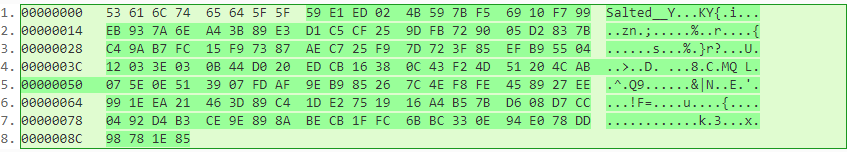 1. 00000000 53 61 6C 74 65 64 5F 5F 59 E1 ED 02 4B 59 7B F5 69 10 F7 99 Salted__Y...KY{.i...
2. 00000014 EB 93 7A 6E EA A4 3B 89 E3 D1 C5 CF 25 9D FB 72 90 05 D2 83 7B ..zn.;.....%..r....{
3. 00000028 C4 9A B7 FC 15 F9 73 87 AE C7 25 F9 7D 72 3F 85 EF B9 55 04 ......s...%.}r?...U.
4. 0000003C 12 03 3E 03 0B 44 D0 20 ED CB 16 38 0C 43 F2 4D 51 20 4C AB ..>..D. ...8.C.MQ L.
5. 00000050 07 5E 0E 51 39 07 FD AF 9E B9 85 26 7C 4E F8 FE 45 89 27 EE .^.Q9......&|N..E.'.
6. 00000064 99 1E EA 21 46 3D 89 C4 1D E2 75 19 16 A4 B5 7B D6 08 D7 CC ...!F=....u....{....
7. 00000078 04 92 D4 B3 CE 9E 89 8A BE CB 1F FC 6B BC 33 0E 94 E0 78 DD ............k.3...x.
8. 0000008C 98 78 1E 85